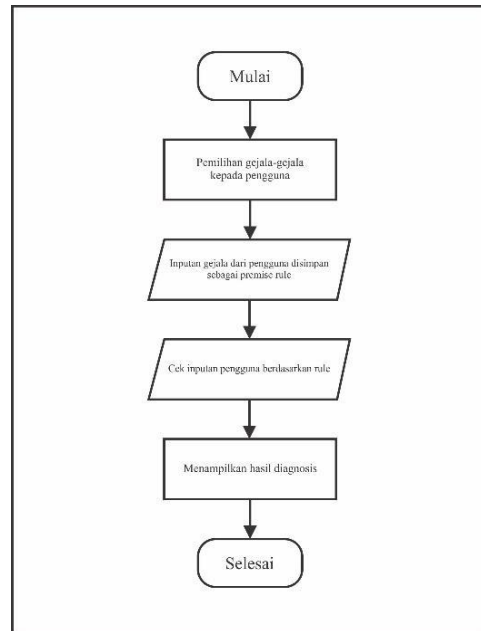 Mulai
Pemilihan gejala-gejala
kepada pengguna
Inputan gejala dari pengguna disimpan
sebagai premise rule
Cek inputan pengguna berdasarkan rule
Menampilkan hasil diagnosis
Selesai